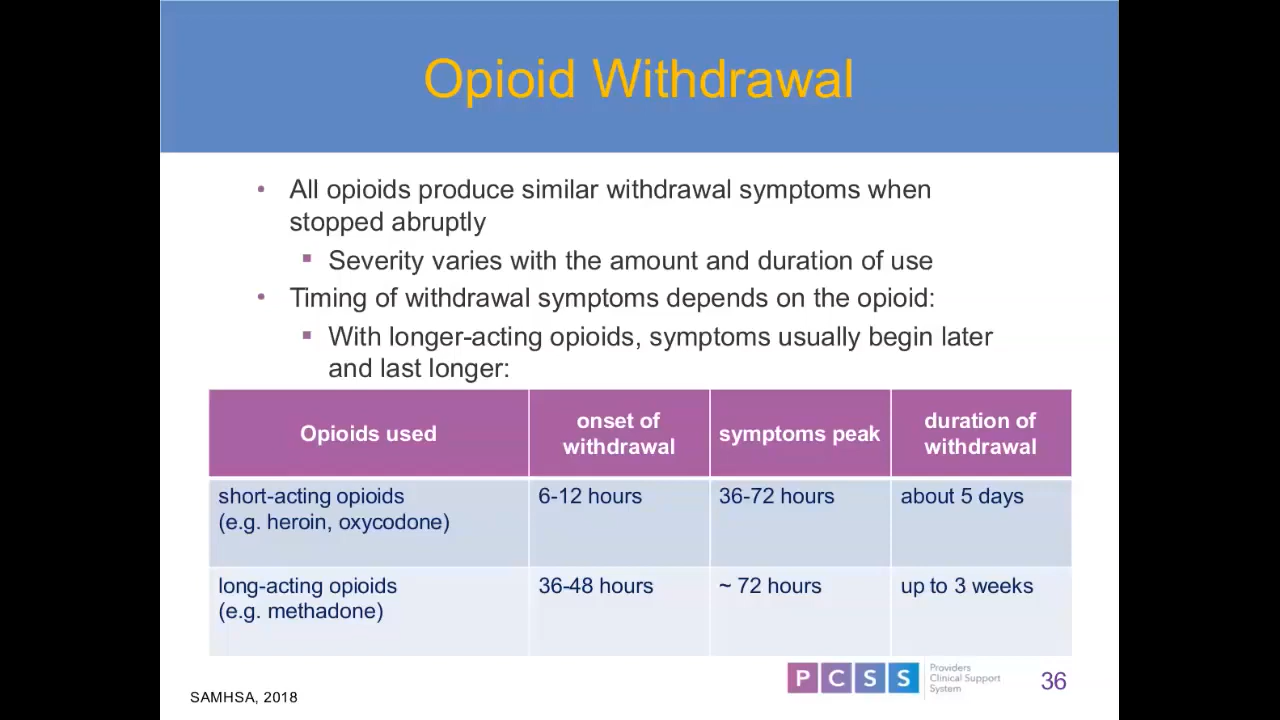 Opioid Withdrawal
• All opioids produce similar withdrawal symptoms when
stopped abruptly
▪ Severity varies with the amount and duration of use
• Timing of withdrawal symptoms depends on the opioid:
▪ With longer-acting opioids, symptoms usually begin later
and last longer:
Opioids used
onset of
withdrawal
symptoms peak
duration of
withdrawal
short-acting opioids
(e.g. heroin, oxycodone)
6-12 hours
36-72 hours
about 5 days
long-acting opioids
(e.g. methadone)
36-48 hours
~ 72 hours
up to 3 weeks
PCSS
Providers
Clinical Support
System
36
SAMHSA, 2018